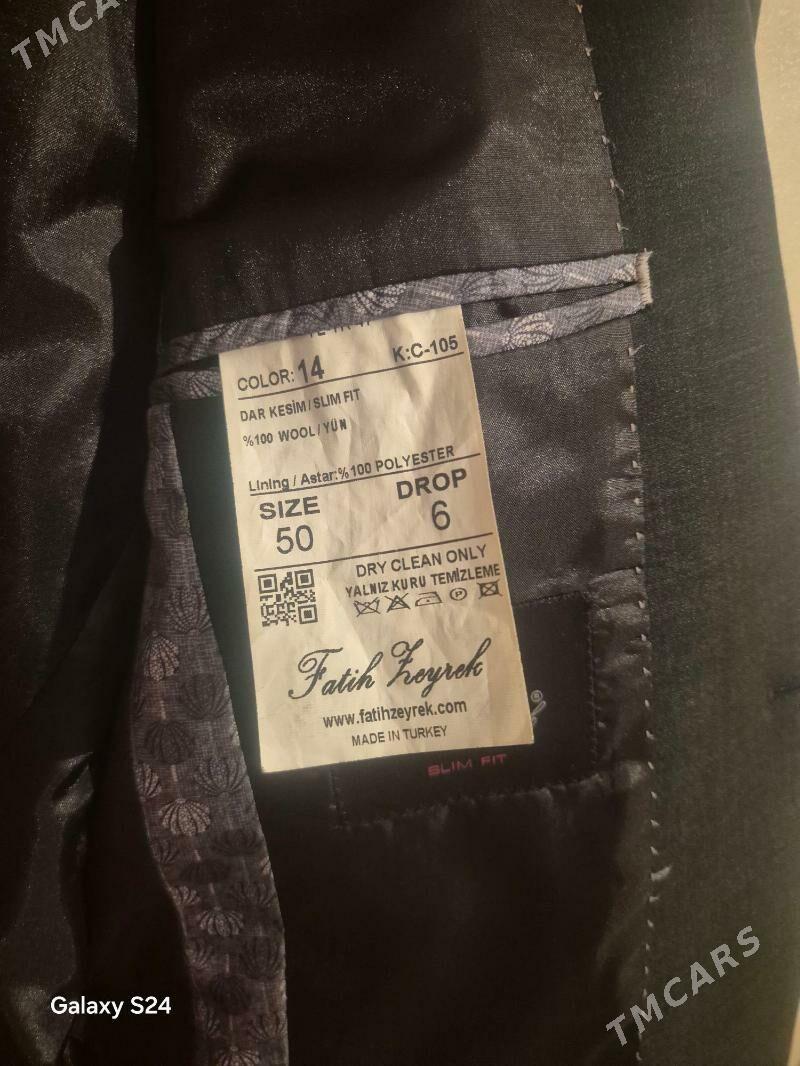 TMCARS
COLOR: 14 K:C-105
DAR KESİM / SLIM FIT
%100 WOOL / YÜN
Lining / Astar:%100 POLYESTER
SIZE DROP
50 6
DRY CLEAN ONLY
YALNIZ KURU TEMİZLEME
Fatih Zeyrek
www.fatihzeyrek.com
MADE IN TURKEY
SLIM FIT
Galaxy S24
TMCARS